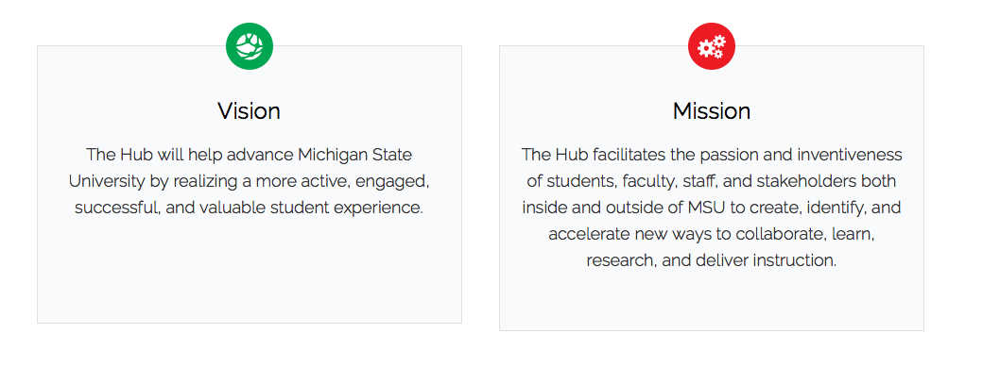 Vision
The Hub will help advance Michigan State
University by realizing a more active, engaged,
successful, and valuable student experience.
Mission
The Hub facilitates the passion and inventiveness
of students, faculty, staff, and stakeholders both
inside and outside of MSU to create, identify, and
accelerate new ways to collaborate, learn,
research, and deliver instruction.